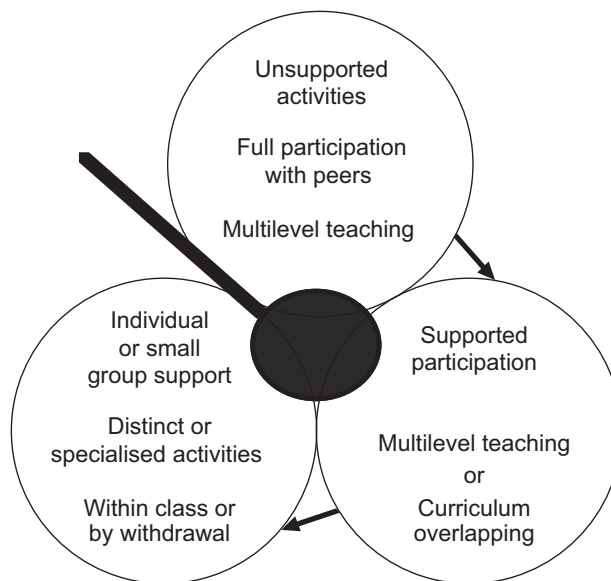 Unsupported
activities
Full participation
with peers
Multilevel teaching
Individual
or small
group support
Distinct or
specialised activities
Within class or
by withdrawal
Supported
participation
Multilevel teaching
or
Curriculum
overlapping